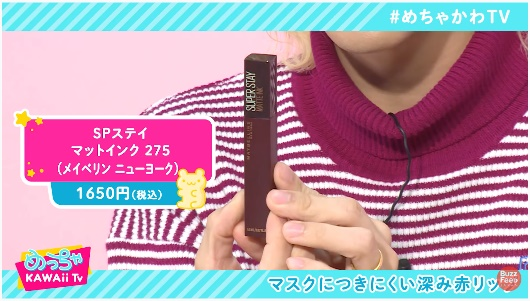 #めちゃかわTV
SUPER STAY
MATTE INK
SPステイ
マットインク 275
(メイベリン ニューヨーク)
1650円(税込)
めっちゃ
KAWAii TV
マスクにつきにくい深み赤リッ
BuzzFeed